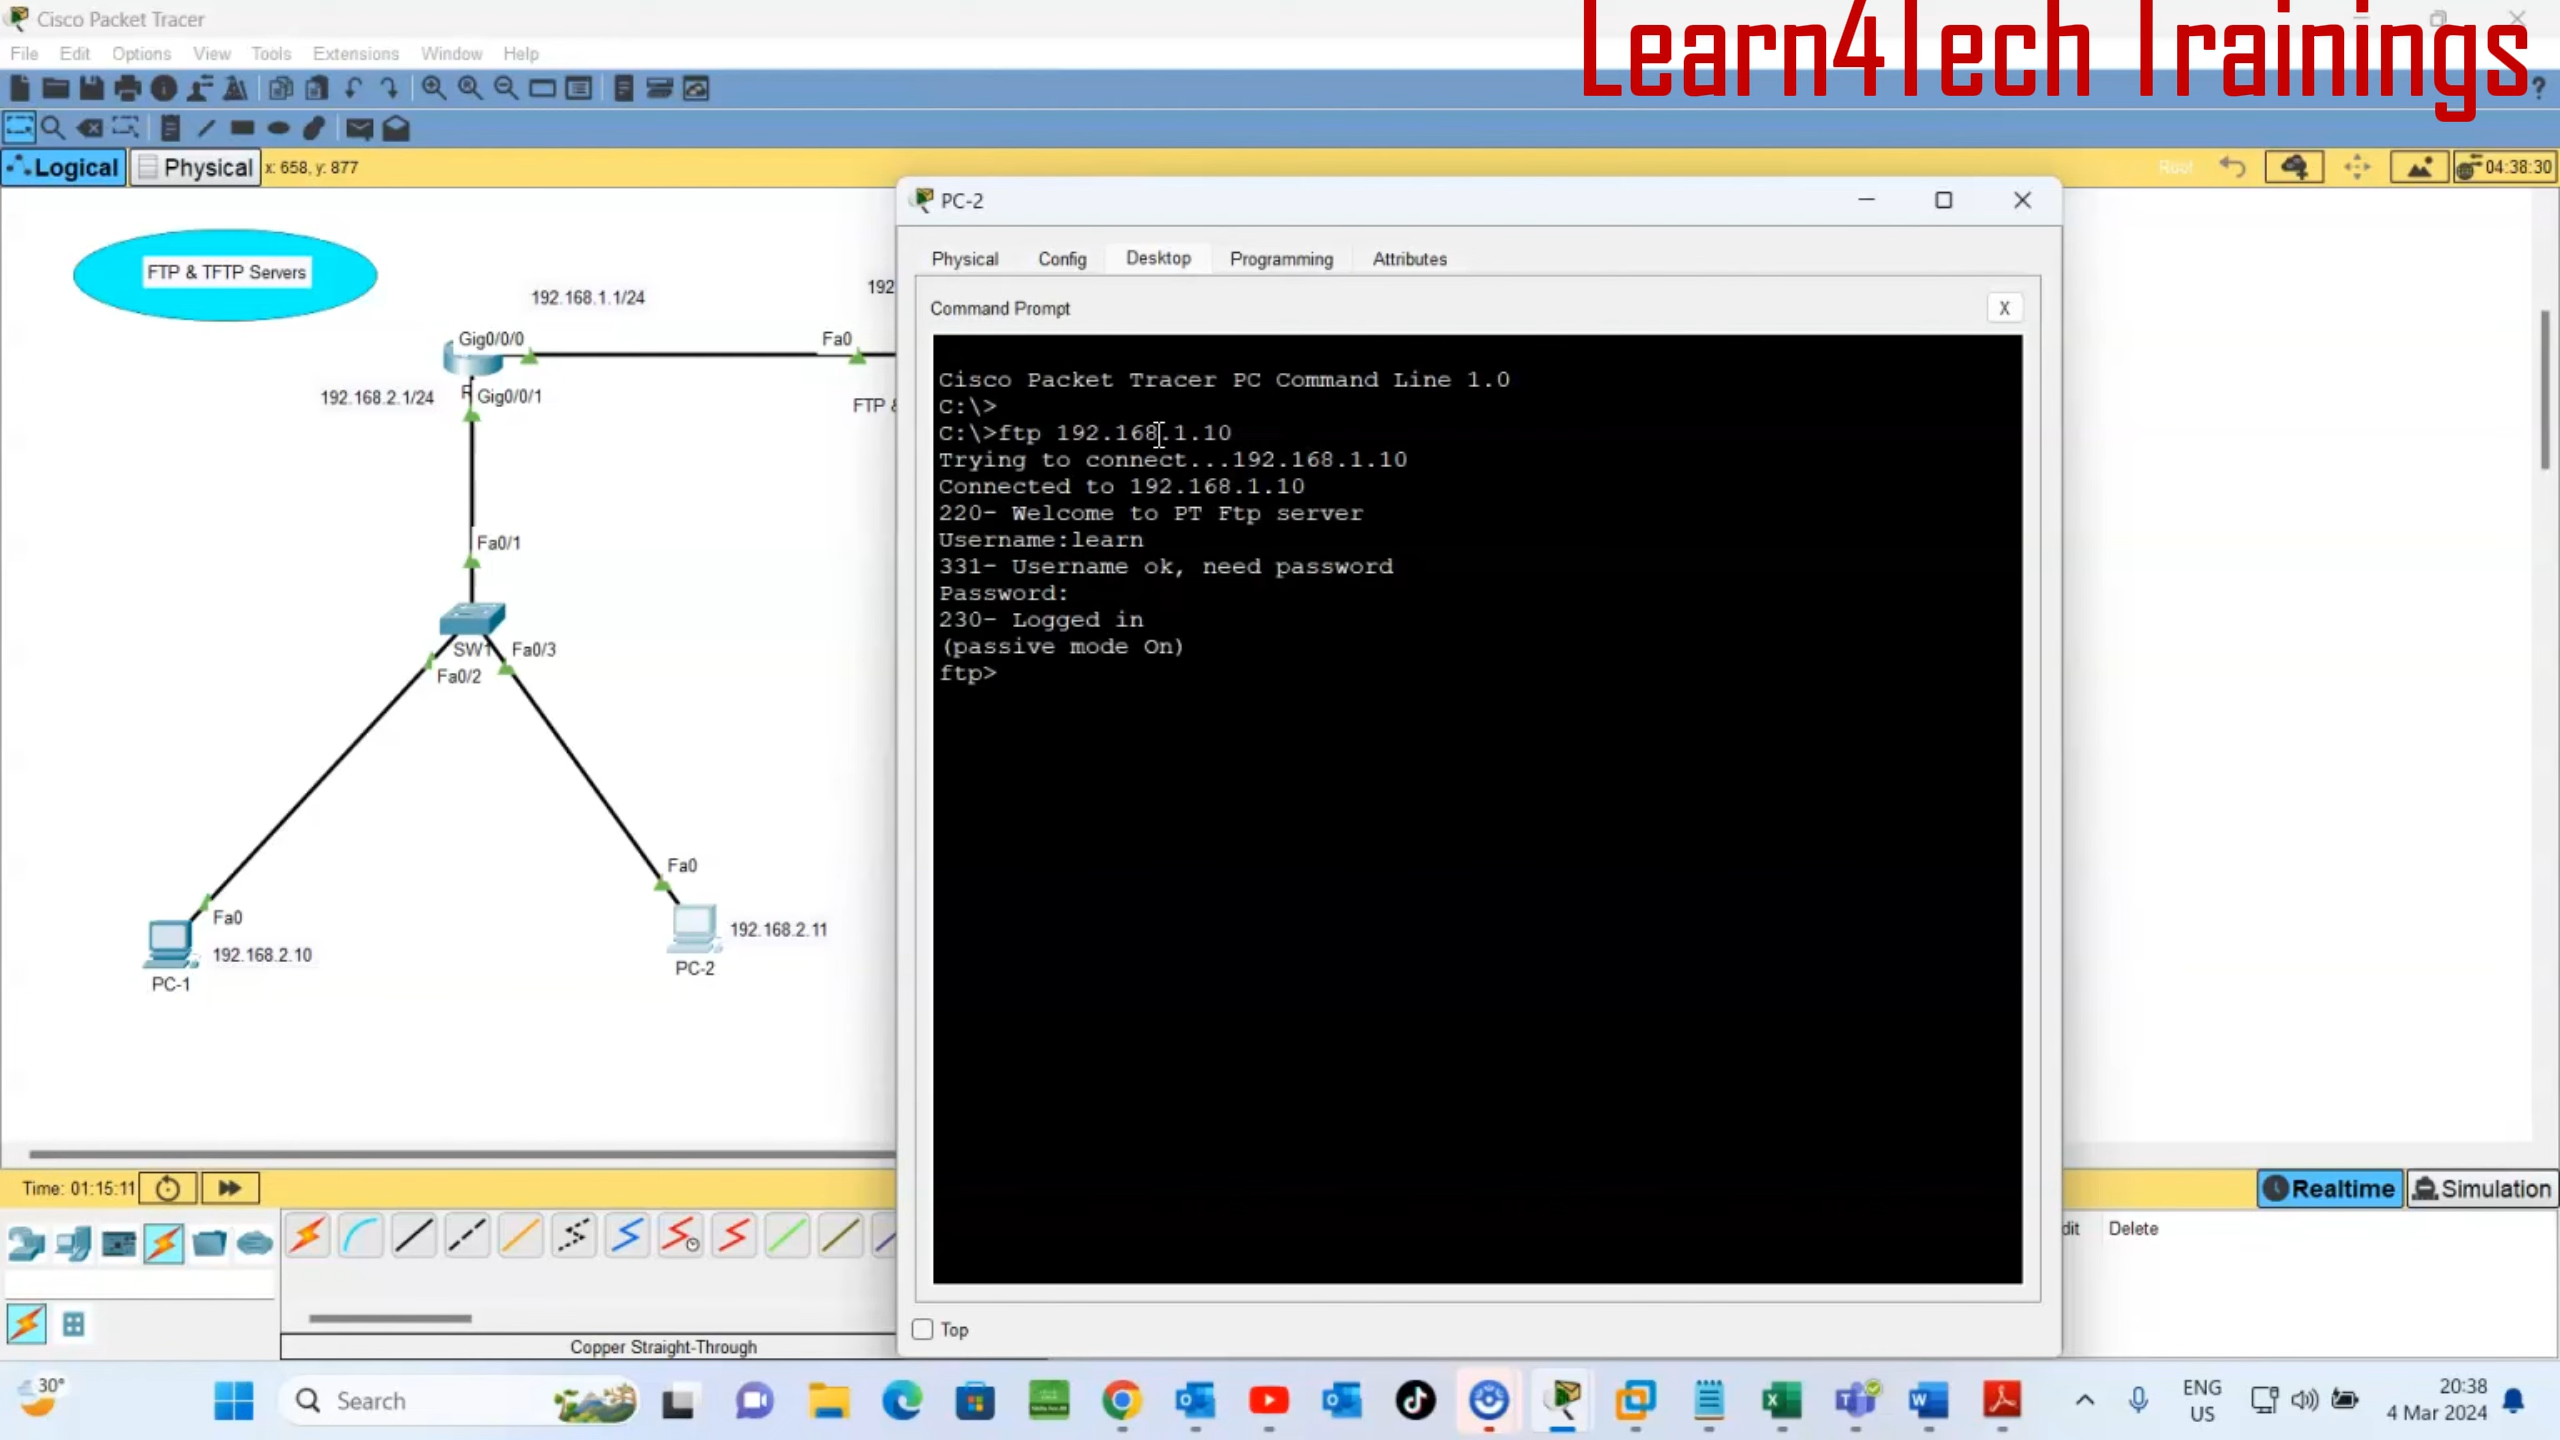 Cisco Packet Tracer
Learn4Tech Trainings
File Edit Options View Tools Extensions Window Help
Logical Physical x: 658, y: 877
Root 04:38:30
PC-2
Physical Config Desktop Programming Attributes
Command Prompt
X
Cisco Packet Tracer PC Command Line 1.0
C:\>
C:\>ftp 192.168.1.10
Trying to connect...192.168.1.10
Connected to 192.168.1.10
220- Welcome to PT Ftp server
Username:learn
331- Username ok, need password
Password:
230- Logged in
(passive mode On)
ftp>
Top
FTP & TFTP Servers
192.168.1.1/24
192
Gig0/0/0
Fa0
192.168.2.1/24
Gig0/0/1
FTP &
Fa0/1
SW1
Fa0/3
Fa0/2
Fa0
Fa0
192.168.2.10
PC-1
192.168.2.11
PC-2
Time: 01:15:11
Realtime Simulation
dit Delete
Copper Straight-Through
30°
Search
ENG
US
20:38
4 Mar 2024